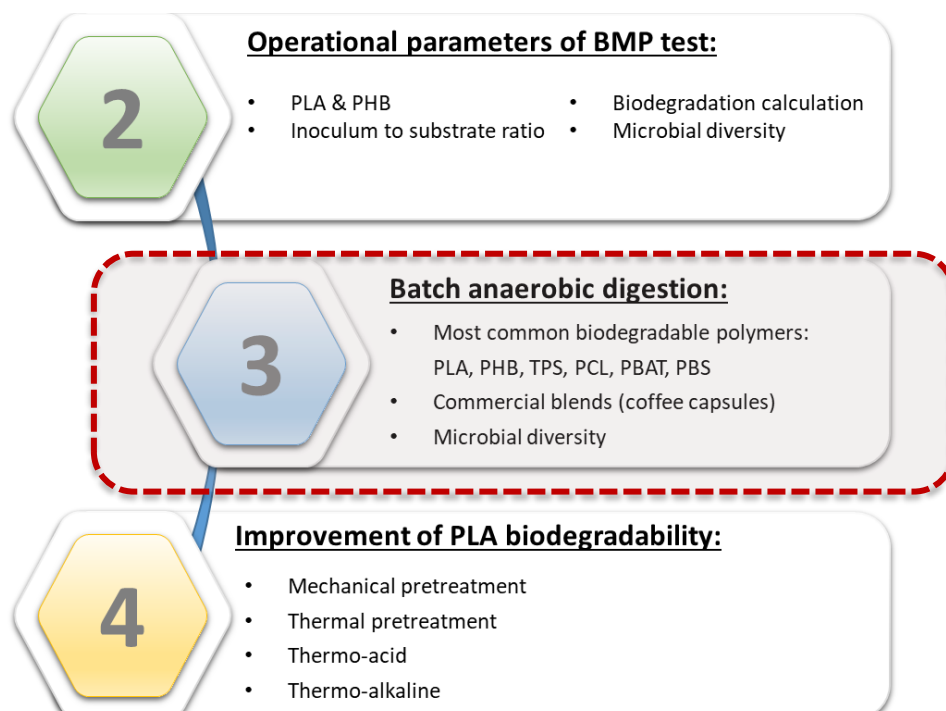 2
Operational parameters of BMP test:
• PLA & PHB
• Inoculum to substrate ratio
• Biodegradation calculation
• Microbial diversity
3
Batch anaerobic digestion:
• Most common biodegradable polymers:
PLA, PHB, TPS, PCL, PBAT, PBS
• Commercial blends (coffee capsules)
• Microbial diversity
4
Improvement of PLA biodegradability:
• Mechanical pretreatment
• Thermal pretreatment
• Thermo-acid
• Thermo-alkaline